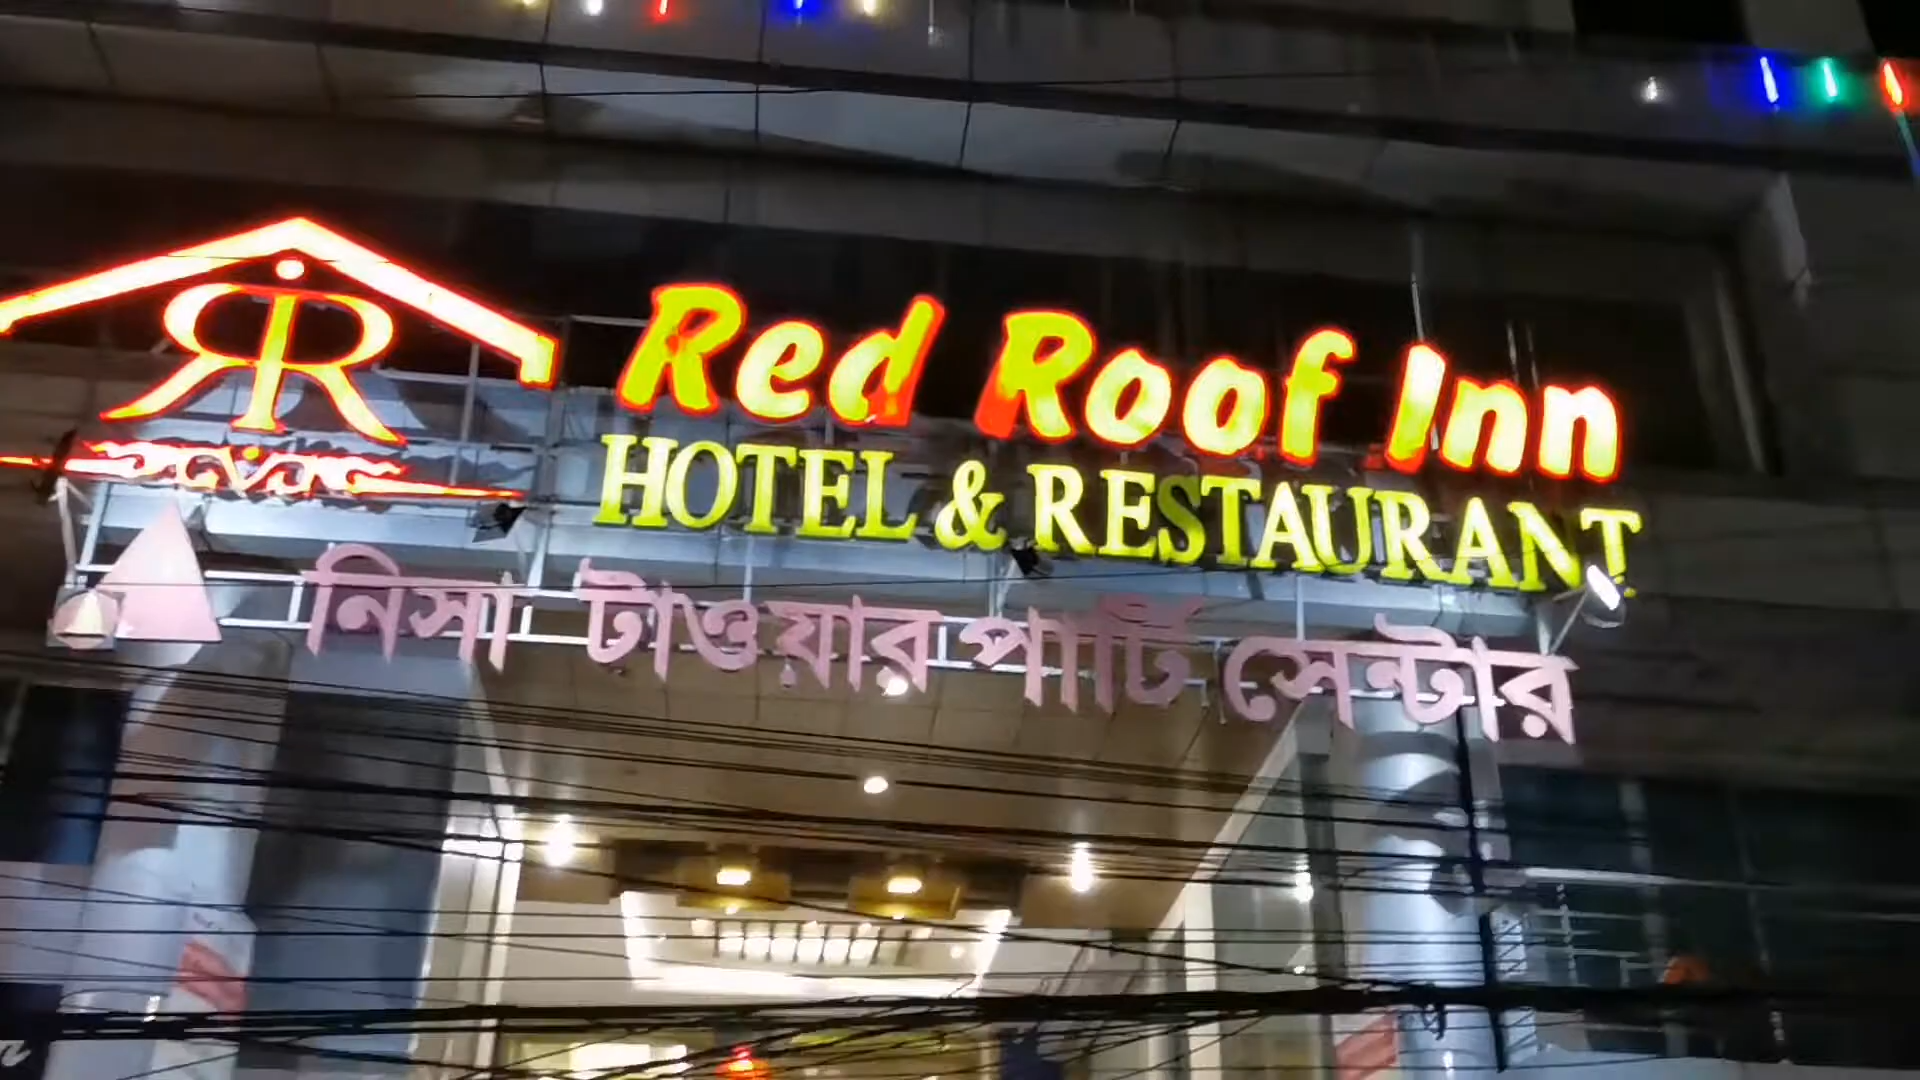 Red Roof Inn
HOTEL & RESTAURANT
নিসা টাওয়ার পার্টি সেন্টার